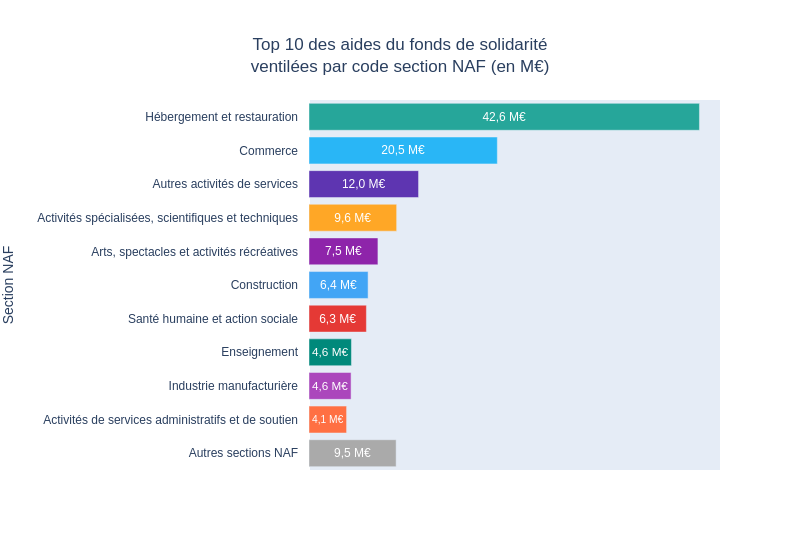 Top 10 des aides du fonds de solidarité
ventilées par code section NAF (en M€)
Section NAF
Hébergement et restauration 42,6 M€
Commerce 20,5 M€
Autres activités de services 12,0 M€
Activités spécialisées, scientifiques et techniques 9,6 M€
Arts, spectacles et activités récréatives 7,5 M€
Construction 6,4 M€
Santé humaine et action sociale 6,3 M€
Enseignement 4,6 M€
Industrie manufacturière 4,6 M€
Activités de services administratifs et de soutien 4,1 M€
Autres sections NAF 9,5 M€